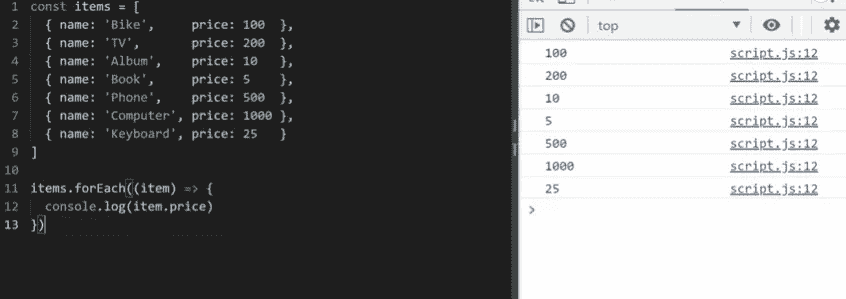 1 const items = [
2   { name: 'Bike',     price: 100  },
3   { name: 'TV',       price: 200  },
4   { name: 'Album',    price: 10   },
5   { name: 'Book',     price: 5    },
6   { name: 'Phone',    price: 500  },
7   { name: 'Computer', price: 1000 },
8   { name: 'Keyboard', price: 25   }
9 ]
10
11 items.forEach((item) => {
12   console.log(item.price)
13 })
top
100 script.js:12
200 script.js:12
10 script.js:12
5 script.js:12
500 script.js:12
1000 script.js:12
25 script.js:12
>